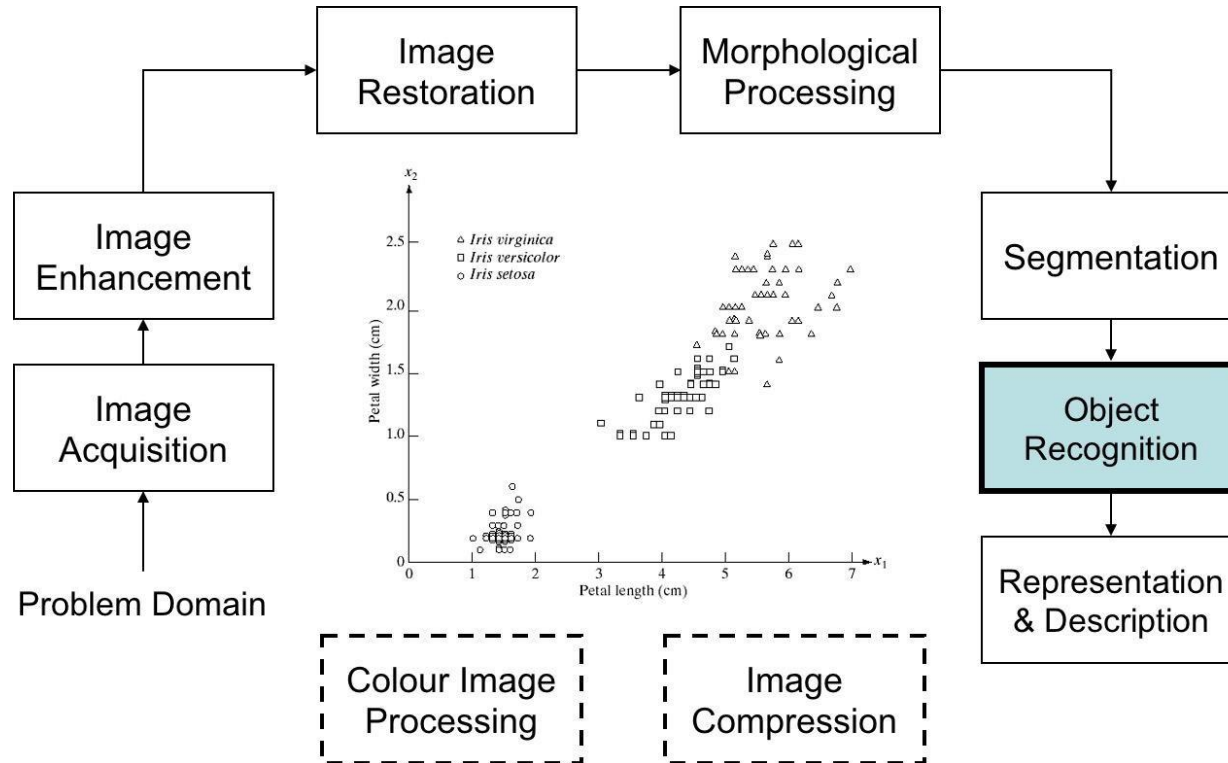 Image
Restoration
Morphological
Processing
Image
Enhancement
Segmentation
Image
Acquisition
Object
Recognition
Problem Domain
Representation
& Description
x2
2.5
2.0
1.5
1.0
0.5
0
Petal width (cm)
Iris virginica
Iris versicolor
Iris setosa
0 1 2 3 4 5 6 7
x1
Petal length (cm)
Colour Image
Processing
Image
Compression